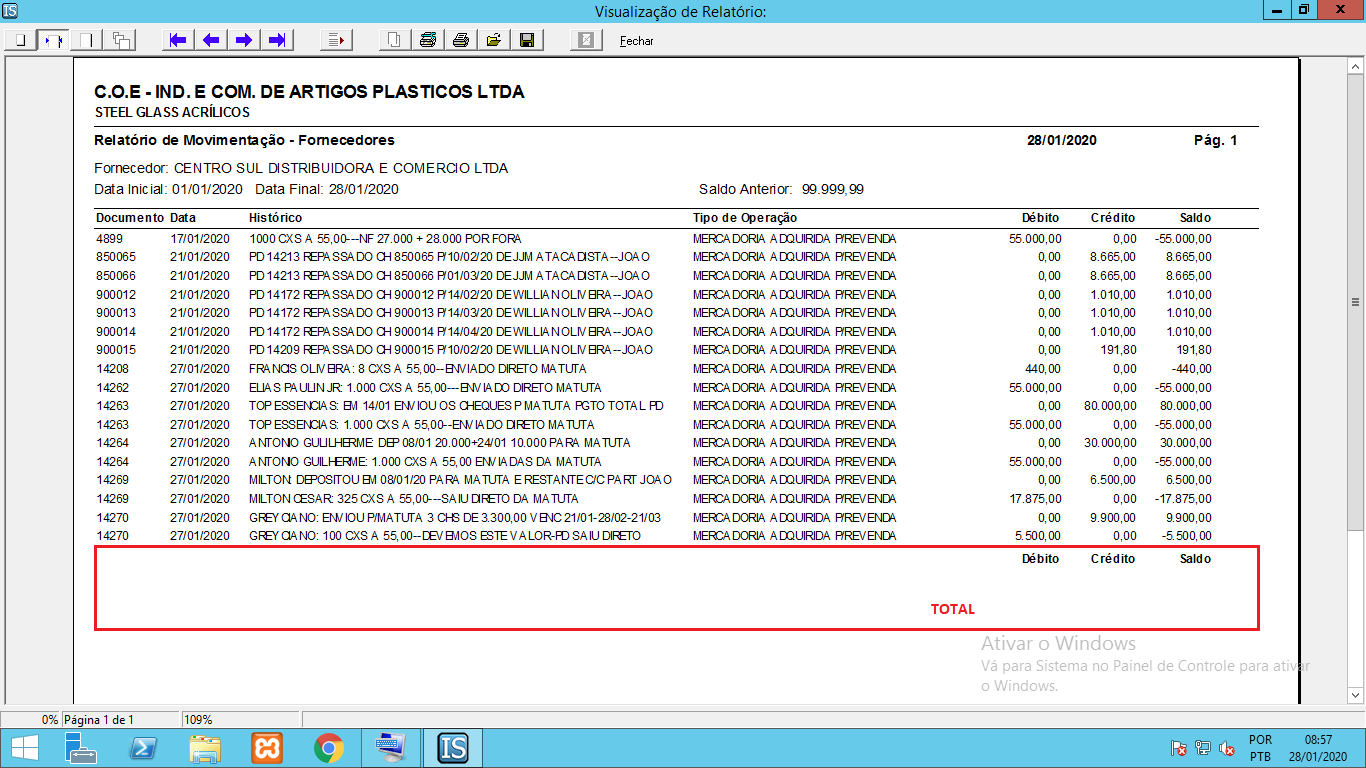 IS
Visualização de Relatório:
Fechar
C.O.E - IND. E COM. DE ARTIGOS PLASTICOS LTDA
STEEL GLASS ACRÍLICOS
Relatório de Movimentação - Fornecedores 28/01/2020 Pág. 1
Fornecedor: CENTRO SUL DISTRIBUIDORA E COMERCIO LTDA
Data Inicial: 01/01/2020 Data Final: 28/01/2020 Saldo Anterior: 99.999,99
Documento Data Histórico Tipo de Operação Débito Crédito Saldo
4899 17/01/2020 1000 CXS A 55,00---NF 27.000 + 28.000 POR FORA MERCADORIA ADQUIRIDA P/REVENDA 55.000,00 0,00 -55.000,00
850065 21/01/2020 PD 14213 REPASSADO CH 850065 P/10/02/20 DE JJM ATACADISTA--JOAO MERCADORIA ADQUIRIDA P/REVENDA 0,00 8.665,00 8.665,00
850066 21/01/2020 PD 14213 REPASSADO CH 850066 P/01/03/20 DE JJM ATACADISTA--JOAO MERCADORIA ADQUIRIDA P/REVENDA 0,00 8.665,00 8.665,00
900012 21/01/2020 PD 14172 REPASSADO CH 900012 P/14/02/20 DE WILLIAN OLIVEIRA--JOAO MERCADORIA ADQUIRIDA P/REVENDA 0,00 1.010,00 1.010,00
900013 21/01/2020 PD 14172 REPASSADO CH 900013 P/14/03/20 DE WILLIAN OLIVEIRA--JOAO MERCADORIA ADQUIRIDA P/REVENDA 0,00 1.010,00 1.010,00
900014 21/01/2020 PD 14172 REPASSADO CH 900014 P/14/04/20 DE WILLIAN OLIVEIRA--JOAO MERCADORIA ADQUIRIDA P/REVENDA 0,00 1.010,00 1.010,00
900015 21/01/2020 PD 14209 REPASSADO CH 900015 P/10/02/20 DE WILLIAN OLIVEIRA--JOAO MERCADORIA ADQUIRIDA P/REVENDA 0,00 191,80 191,80
14208 27/01/2020 FRANCIS OLIVEIRA: 8 CXS A 55,00--ENVIADO DIRETO MATUTA MERCADORIA ADQUIRIDA P/REVENDA 440,00 0,00 -440,00
14262 27/01/2020 ELIAS PAULIN JR: 1.000 CXS A 55,00---ENVIADO DIRETO MATUTA MERCADORIA ADQUIRIDA P/REVENDA 55.000,00 0,00 -55.000,00
14263 27/01/2020 TOP ESSENCIAS: EM 14/01 ENVIOU OS CHEQUES P MATUTA PGTO TOTAL PD MERCADORIA ADQUIRIDA P/REVENDA 0,00 80.000,00 80.000,00
14263 27/01/2020 TOP ESSENCIAS: 1.000 CXS A 55,00--ENVIADO DIRETO MATUTA MERCADORIA ADQUIRIDA P/REVENDA 55.000,00 0,00 -55.000,00
14264 27/01/2020 ANTONIO GULILHERME: DEP 08/01 20.000+24/01 10.000 PARA MATUTA MERCADORIA ADQUIRIDA P/REVENDA 0,00 30.000,00 30.000,00
14264 27/01/2020 ANTONIO GUILHERME: 1.000 CXS A 55,00 ENVIADAS DA MATUTA MERCADORIA ADQUIRIDA P/REVENDA 55.000,00 0,00 -55.000,00
14269 27/01/2020 MILTON: DEPOSITOU EM 08/01/20 PARA MATUTA E RESTANTE C/C PART JOAO MERCADORIA ADQUIRIDA P/REVENDA 0,00 6.500,00 6.500,00
14269 27/01/2020 MILTON CESAR: 325 CXS A 55,00---SAIU DIRETO DA MATUTA MERCADORIA ADQUIRIDA P/REVENDA 17.875,00 0,00 -17.875,00
14270 27/01/2020 GREYCIANO: ENVIOU P/MATUTA 3 CHS DE 3.300,00 VENC 21/01-28/02-21/03 MERCADORIA ADQUIRIDA P/REVENDA 0,00 9.900,00 9.900,00
14270 27/01/2020 GREYCIANO: 100 CXS A 55,00--DEVEMOS ESTE VALOR-PD SAIU DIRETO MERCADORIA ADQUIRIDA P/REVENDA 5.500,00 0,00 -5.500,00
Débito Crédito Saldo
TOTAL
Ativar o Windows
Vá para Sistema no Painel de Controle para ativar
o Windows.
0% Página 1 de 1 109%
IS
POR 08:57
PTB 28/01/2020